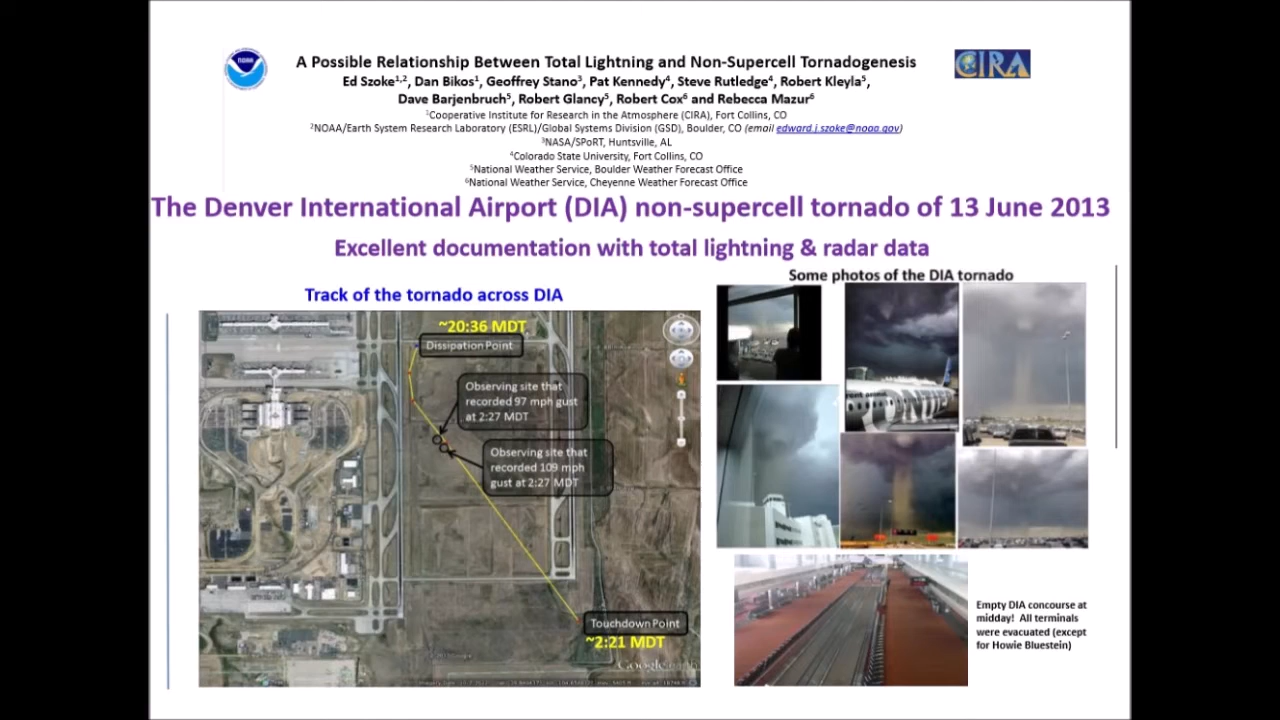 NOAA
CIRA
A Possible Relationship Between Total Lightning and Non-Supercell Tornadogenesis
Ed Szoke1,2, Dan Bikos1, Geoffrey Stano3, Pat Kennedy4, Steve Rutledge4, Robert Kleyla5,
Dave Barjenbruch5, Robert Glancy5, Robert Cox6 and Rebecca Mazur6
1Cooperative Institute for Research in the Atmosphere (CIRA), Fort Collins, CO
2NOAA/Earth System Research Laboratory (ESRL)/Global Systems Division (GSD), Boulder, CO (email edward.j.szoke@noaa.gov)
3NASA/SPoRT, Huntsville, AL
4Colorado State University, Fort Collins, CO
5National Weather Service, Boulder Weather Forecast Office
6National Weather Service, Cheyenne Weather Forecast Office
The Denver International Airport (DIA) non-supercell tornado of 13 June 2013
Excellent documentation with total lightning & radar data
Track of the tornado across DIA
~20:36 MDT
Dissipation Point
Observing site that
recorded 97 mph gust
at 2:27 MDT
Observing site that
recorded 109 mph
gust at 2:27 MDT
Touchdown Point
~2:21 MDT
Google earth
Some photos of the DIA tornado
Empty DIA concourse at
midday! All terminals
were evacuated (except
for Howie Bluestein)